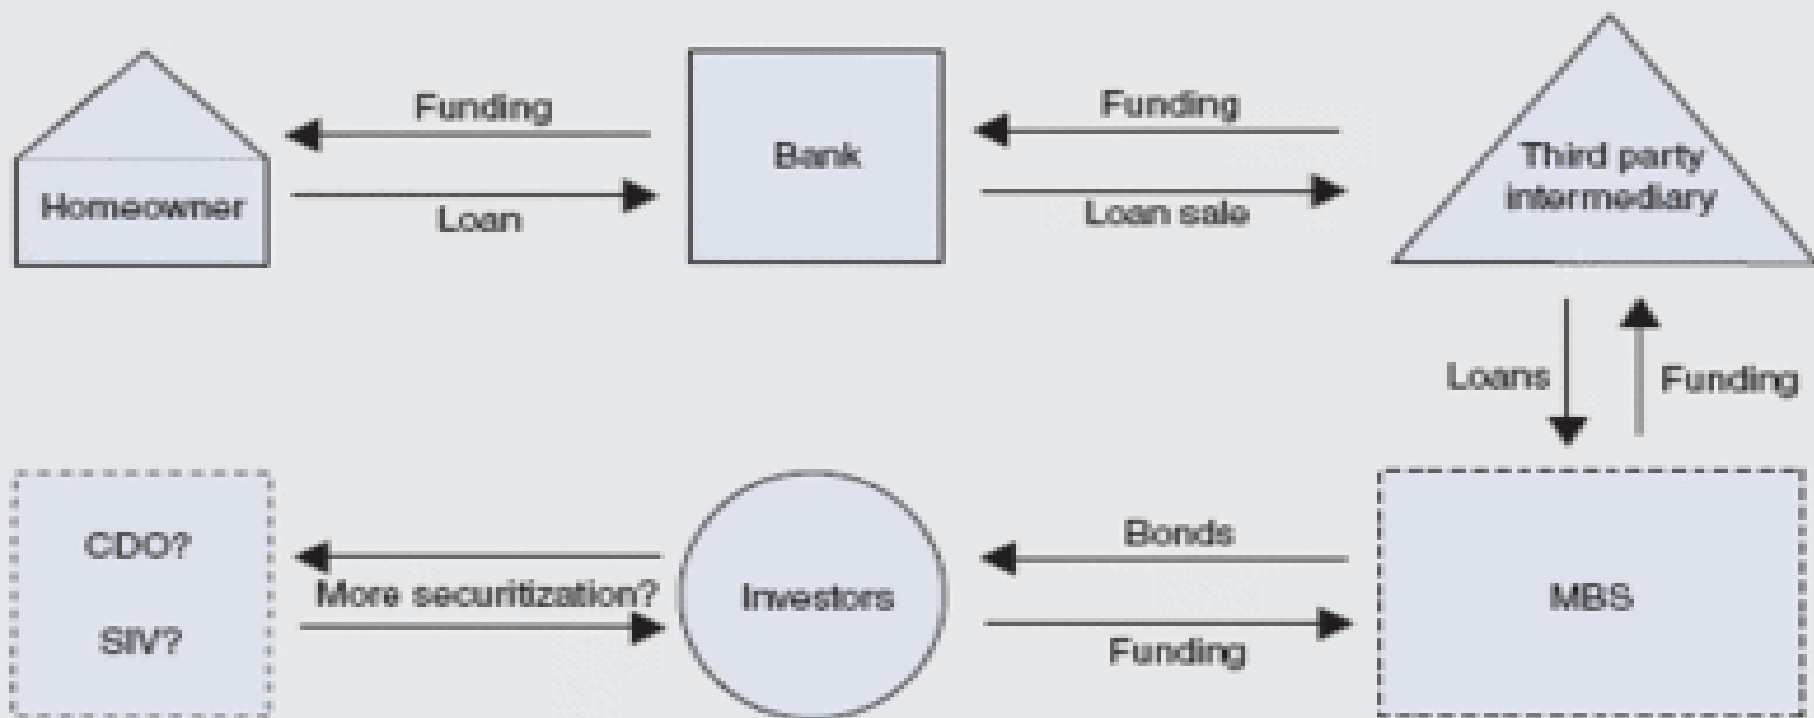 Funding
Funding
Homeowner
Bank
Third party
intermediary
Loan
Loan sale
Loans
Funding
CDO?
SIV?
More securitization?
Investors
Bonds
Funding
MBS